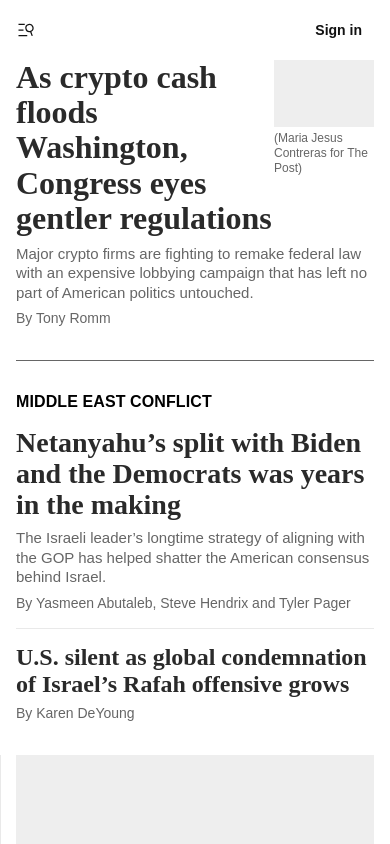 Sign in
As crypto cash
floods
Washington,
Congress eyes
gentler regulations
(Maria Jesus
Contreras for The
Post)
Major crypto firms are fighting to remake federal law
with an expensive lobbying campaign that has left no
part of American politics untouched.
By Tony Romm
MIDDLE EAST CONFLICT
Netanyahu’s split with Biden
and the Democrats was years
in the making
The Israeli leader’s longtime strategy of aligning with
the GOP has helped shatter the American consensus
behind Israel.
By Yasmeen Abutaleb, Steve Hendrix and Tyler Pager
U.S. silent as global condemnation
of Israel’s Rafah offensive grows
By Karen DeYoung